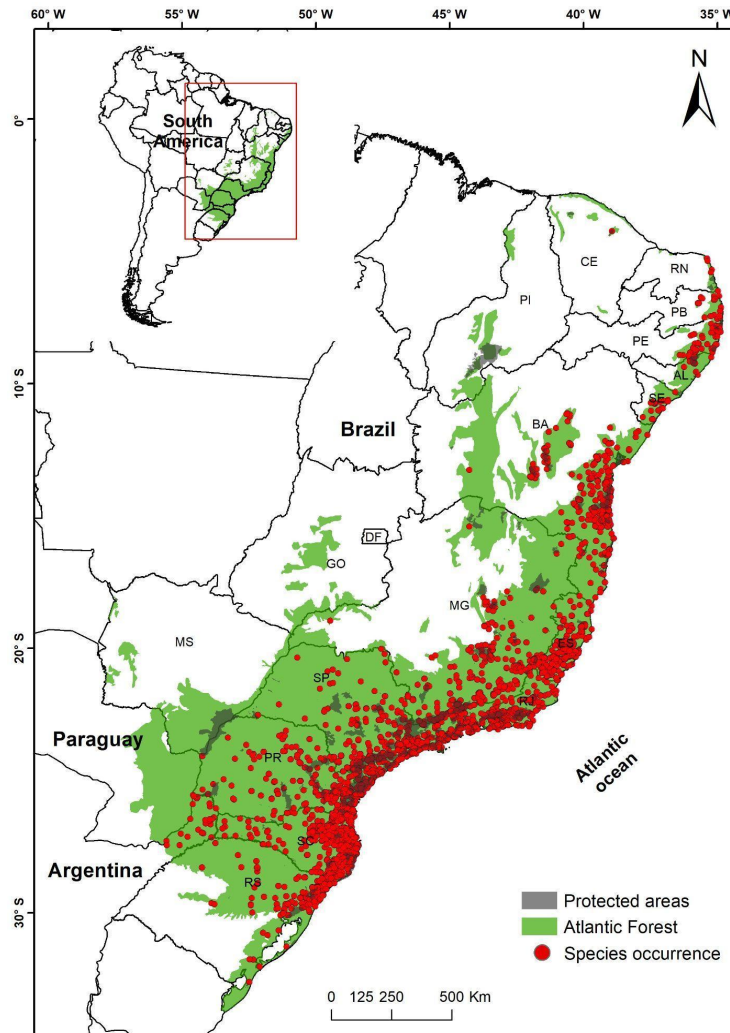 60°W 55°W 50°W 45°W 40°W 35°W
N
0°
South
America
CE
RN
PI
PB
PE
AL
10°S
SE
BA
Brazil
DF
GO
MG
MS
20°S
ES
SP
RJ
Paraguay
Atlantic
ocean
PR
SC
Argentina
RS
Protected areas
30°S
Atlantic Forest
Species occurrence
0 125 250 500 Km